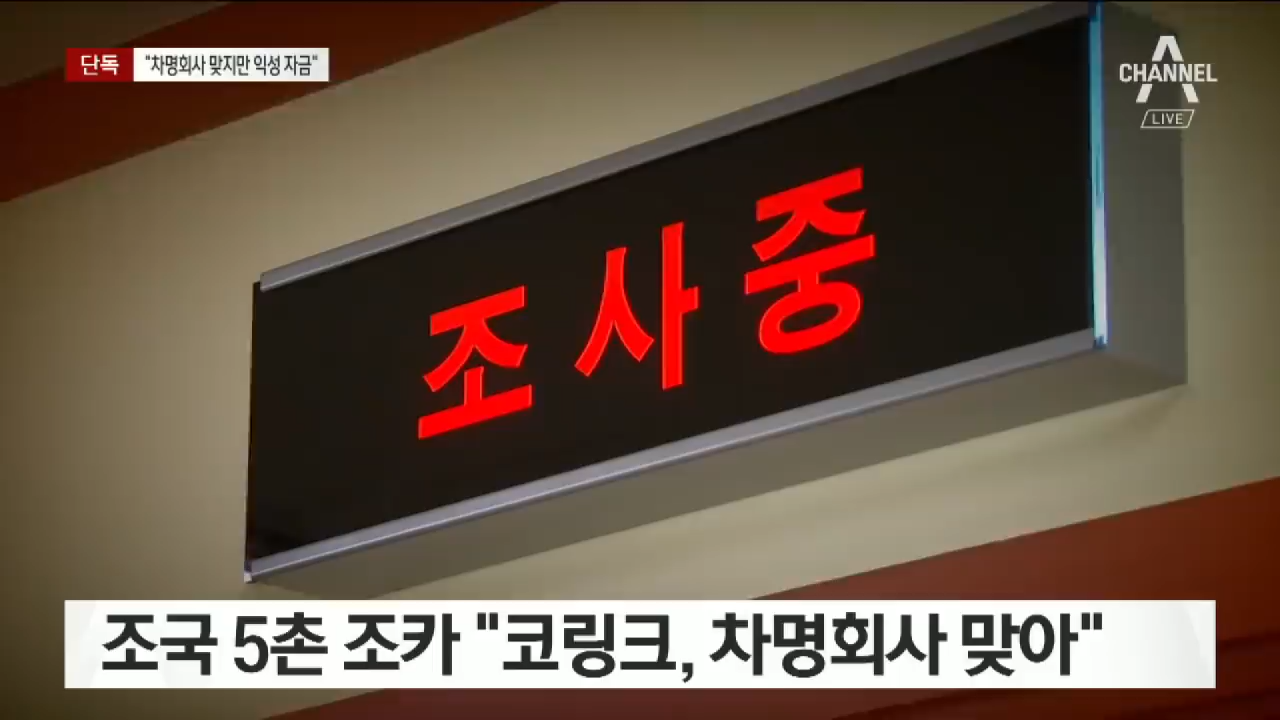 단독 "차명회사 맞지만 익성 자금"
CHANNEL A
LIVE
조사중
조국 5촌 조카 "코링크, 차명회사 맞아"